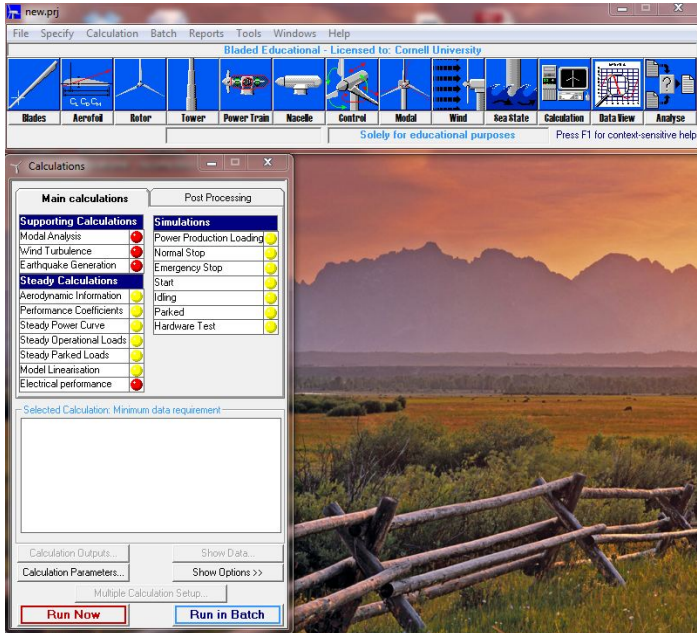 new.prj
File Specify Calculation Batch Reports Tools Windows Help
Bladed Educational - Licensed to: Cornell University
CL CD CM
Blades Aerofoil Rotor Tower Power Train Nacelle Control Modal Wind Sea State Calculation Data View Analyse
Solely for educational purposes Press F1 for context-sensitive help
Calculations
Main calculations Post Processing
Supporting Calculations Simulations
Modal Analysis Power Production Loading
Wind Turbulence Normal Stop
Earthquake Generation Emergency Stop
Steady Calculations Start
Aerodynamic Information Idling
Performance Coefficients Parked
Steady Power Curve Hardware Test
Steady Operational Loads
Steady Parked Loads
Model Linearisation
Electrical performance
Selected Calculation: Minimum data requirement
Calculation Outputs... Show Data...
Calculation Parameters... Show Options >>
Multiple Calculation Setup...
Run Now Run in Batch